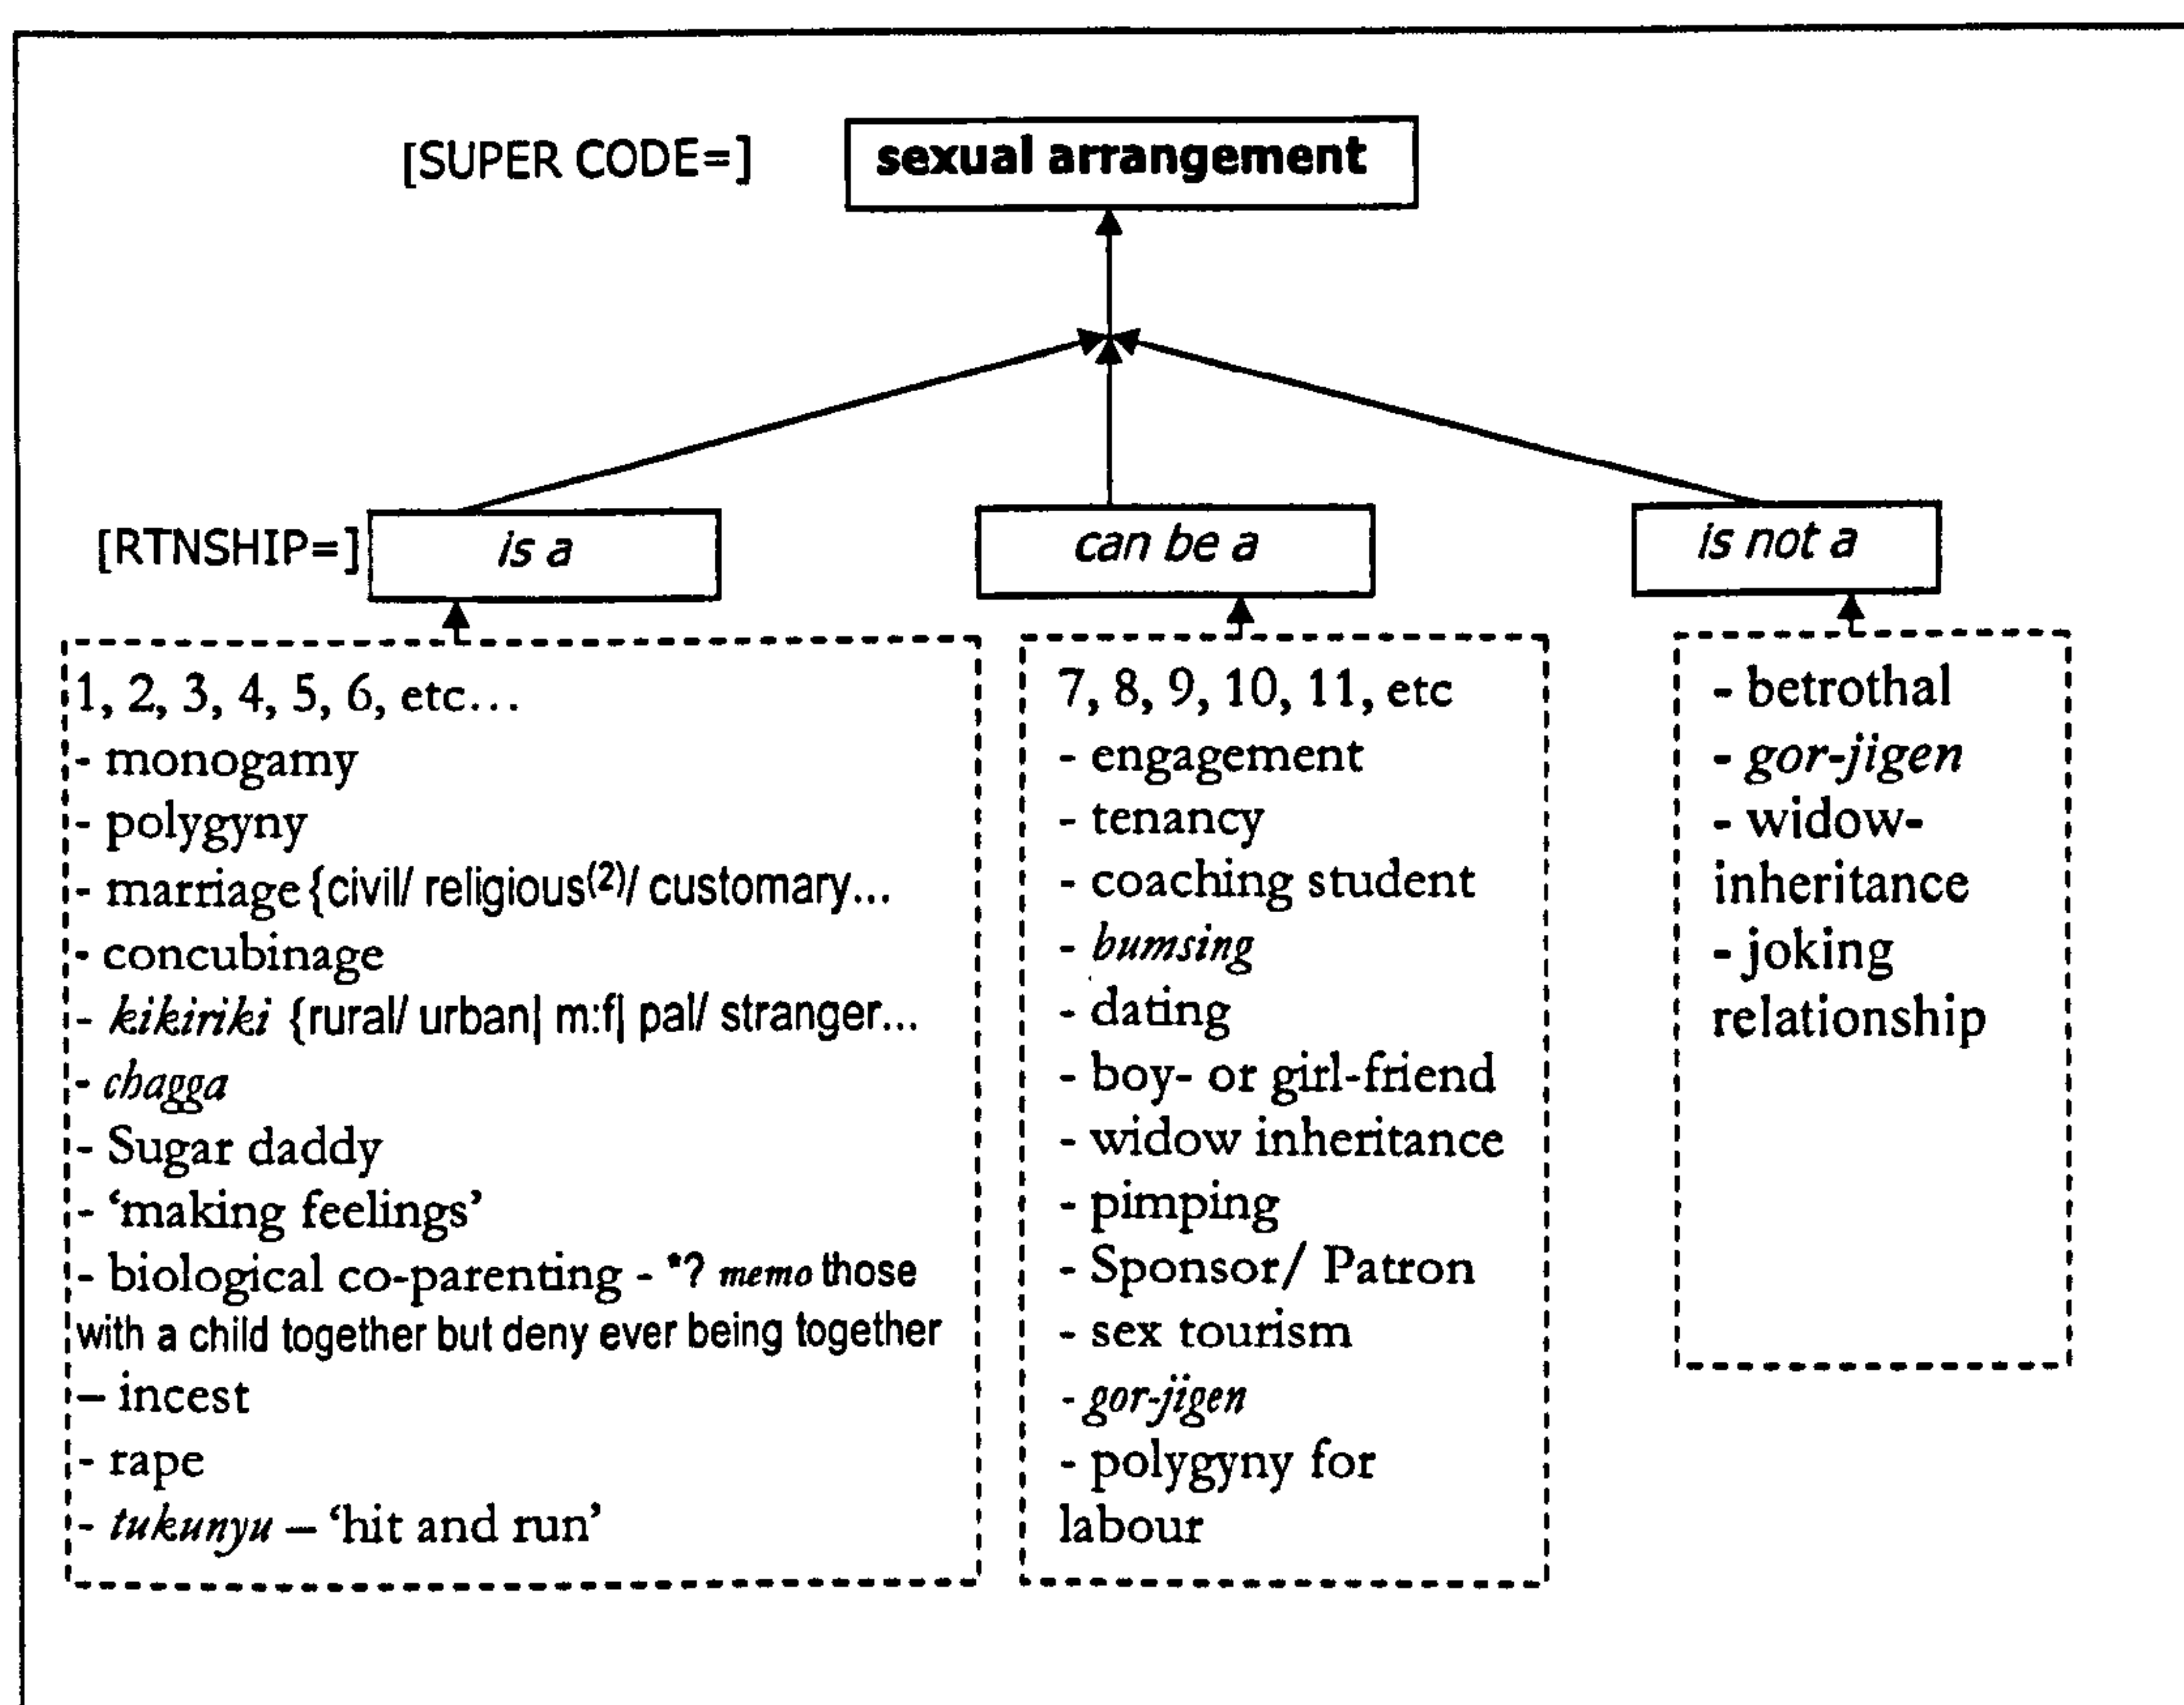 [SUPER CODE=] sexual arrangement
[RTNSHIP=] is a
can be a
is not a
1, 2, 3, 4, 5, 6, etc…
- monogamy
- polygyny
- marriage {civil/ religious(2)/ customary...
- concubinage
- kikiriki {rural/ urban| m:f| pal/ stranger...
- chagga
- Sugar daddy
- ‘making feelings’
- biological co-parenting - *? memo those
with a child together but deny ever being together
– incest
- rape
- tukunyu – ‘hit and run’
7, 8, 9, 10, 11, etc
- engagement
- tenancy
- coaching student
- bumsing
- dating
- boy- or girl-friend
- widow inheritance
- pimping
- Sponsor/ Patron
- sex tourism
- gor-jigen
- polygyny for
labour
- betrothal
- gor-jigen
- widow-
inheritance
- joking
relationship